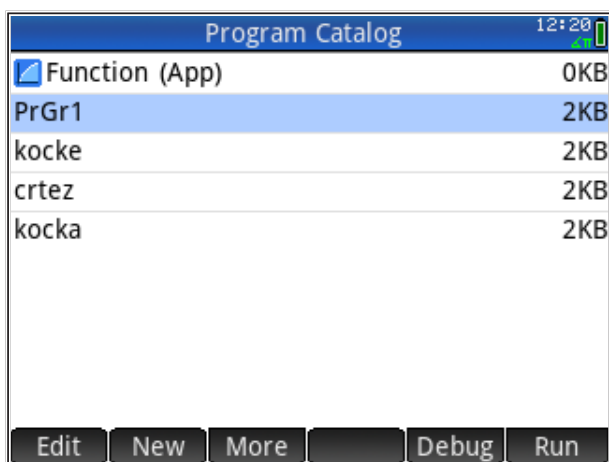 Program Catalog 12:20
∠π
Function (App) 0KB
PrGr1 2KB
kocke 2KB
crtez 2KB
kocka 2KB
Edit New More Debug Run